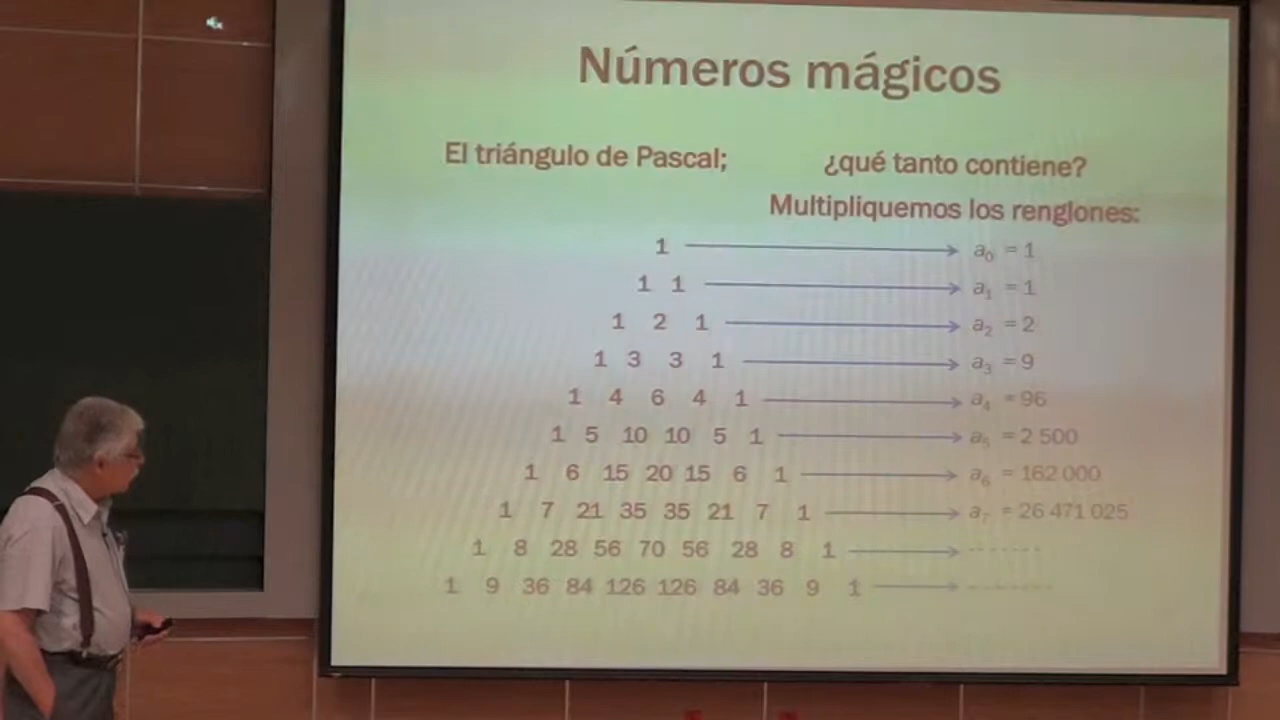 Números mágicos
El triángulo de Pascal; ¿qué tanto contiene?
Multipliquemos los renglones:
1 → a₀ = 1
1 1 → a₁ = 1
1 2 1 → a₂ = 2
1 3 3 1 → a₃ = 9
1 4 6 4 1 → a₄ = 96
1 5 10 10 5 1 → a₅ = 2 500
1 6 15 20 15 6 1 → a₆ = 162 000
1 7 21 35 35 21 7 1 → a₇ = 26 471 025
1 8 28 56 70 56 28 8 1 → -------
1 9 36 84 126 126 84 36 9 1 → --------